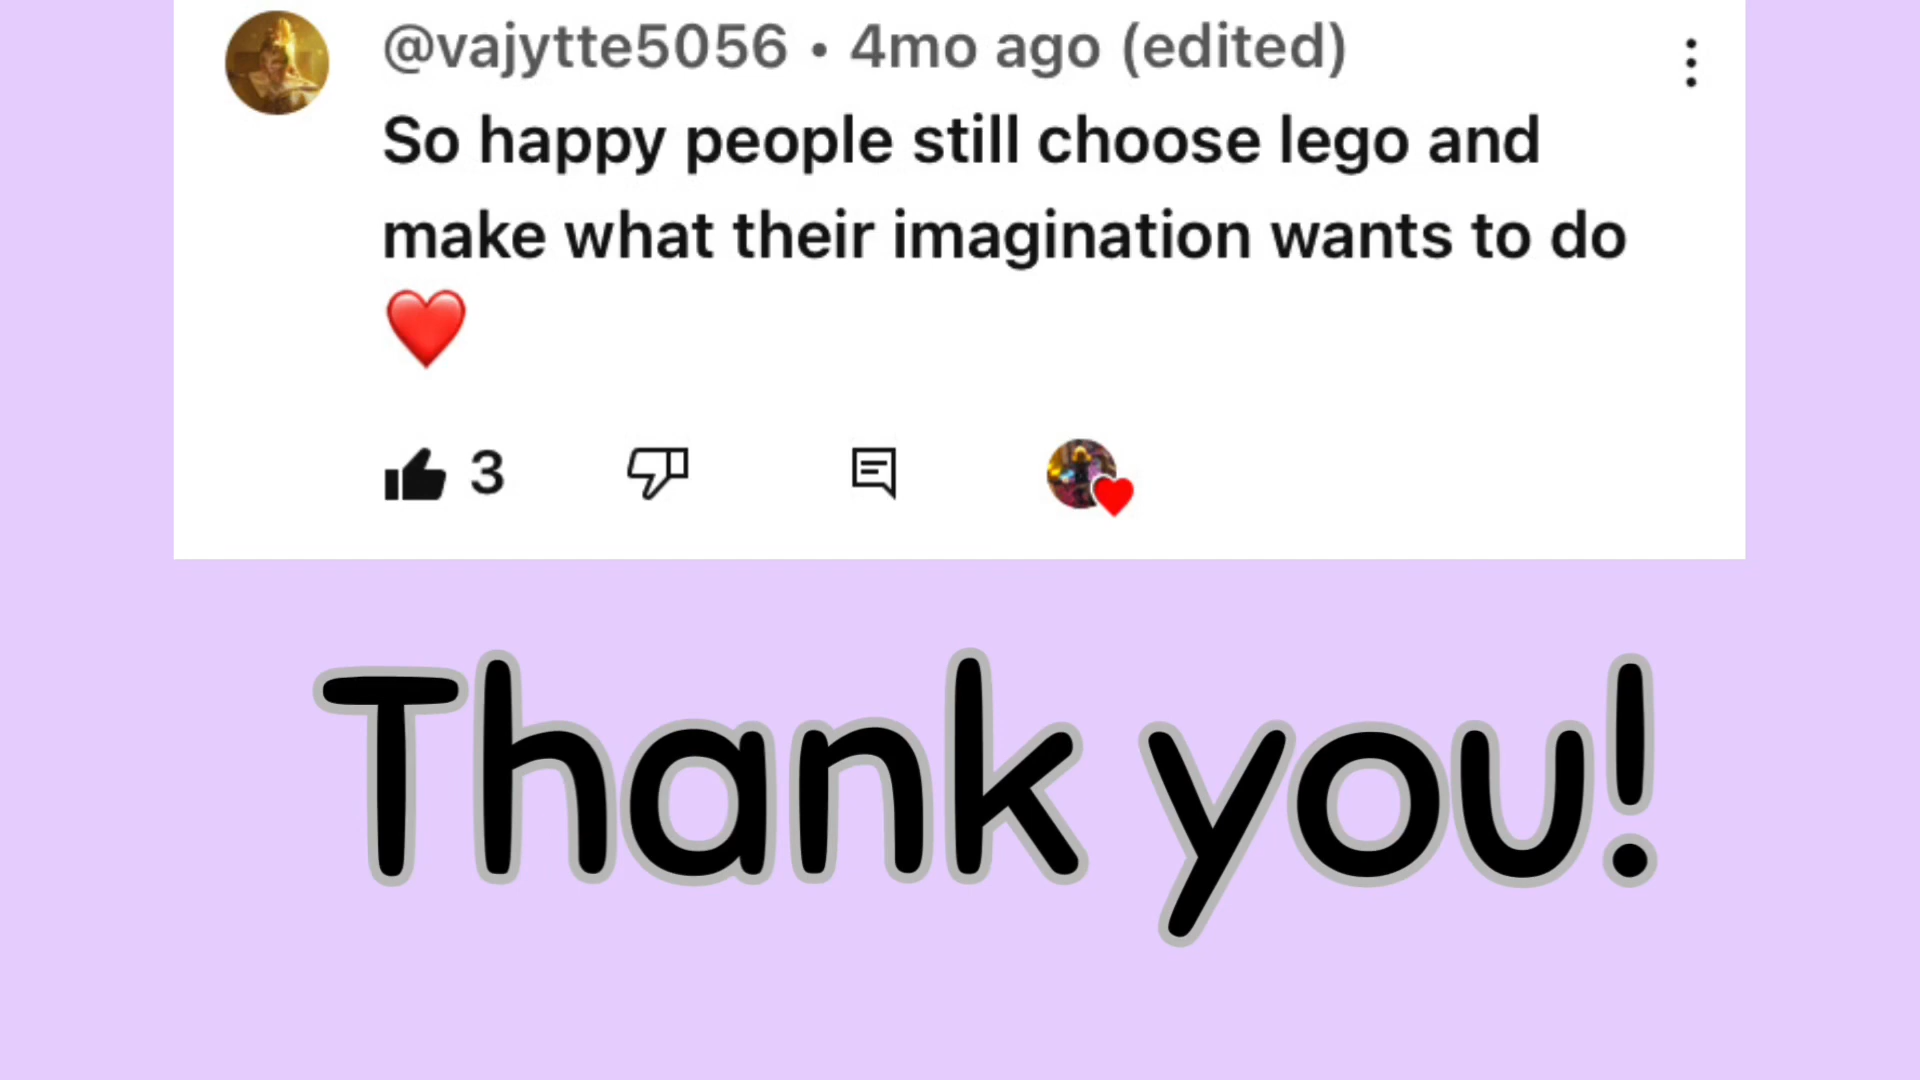 @vajytte5056 • 4mo ago (edited)
So happy people still choose lego and
make what their imagination wants to do
❤️
3
Thank you!